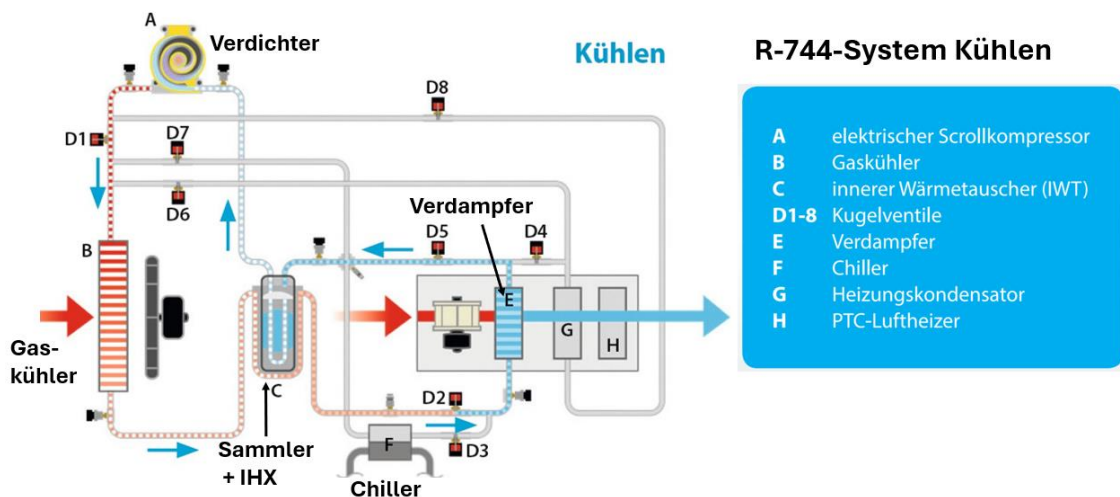 A
Verdichter
Kühlen
R-744-System Kühlen
D8
D1
D7
D6
B
Verdampfer
D5
D4
E
G
H
Gas-
kühler
C
D2
D3
F
Sammler
+ IHX
Chiller
A elektrischer Scrollkompressor
B Gaskühler
C innerer Wärmetauscher (IWT)
D1-8 Kugelventile
E Verdampfer
F Chiller
G Heizungskondensator
H PTC-Luftheizer